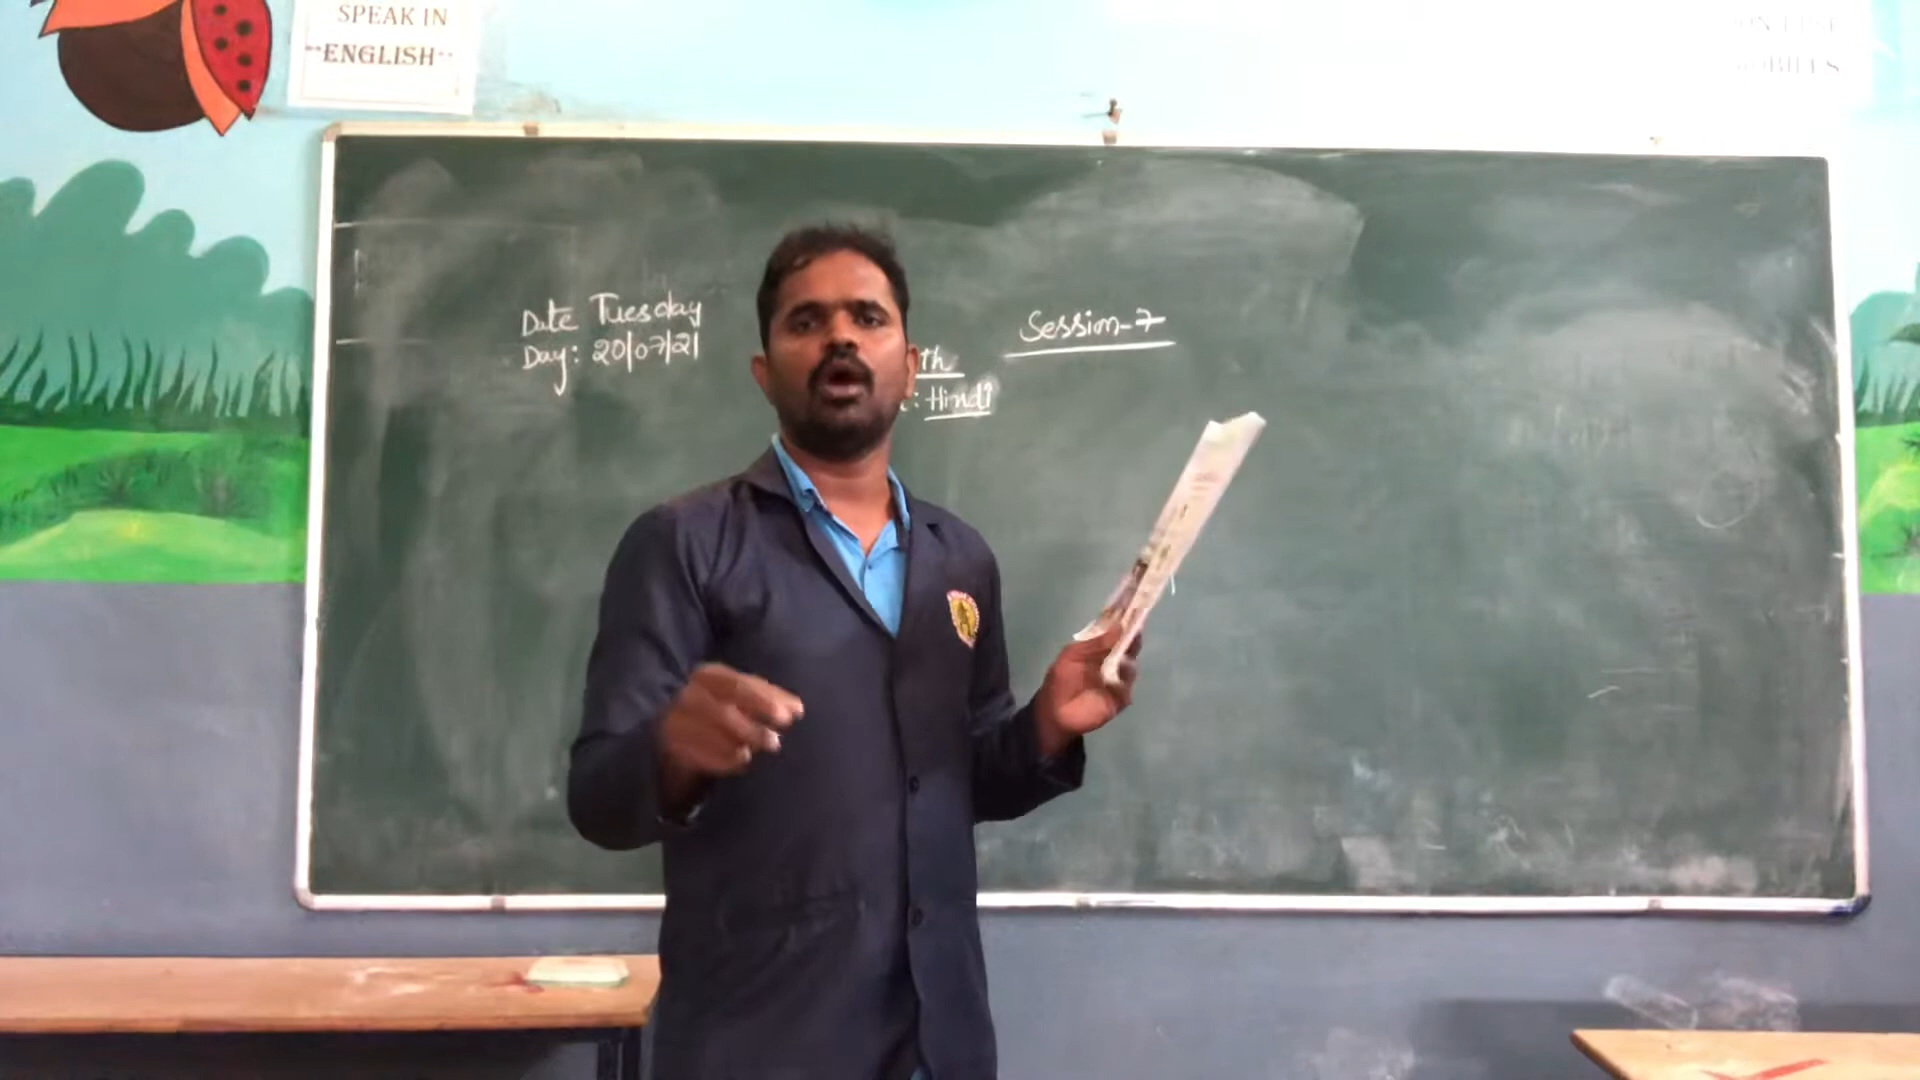 SPEAK IN
"ENGLISH"
Date Tuesday
Day: 20/07/21
Session-7
th
: Hindi